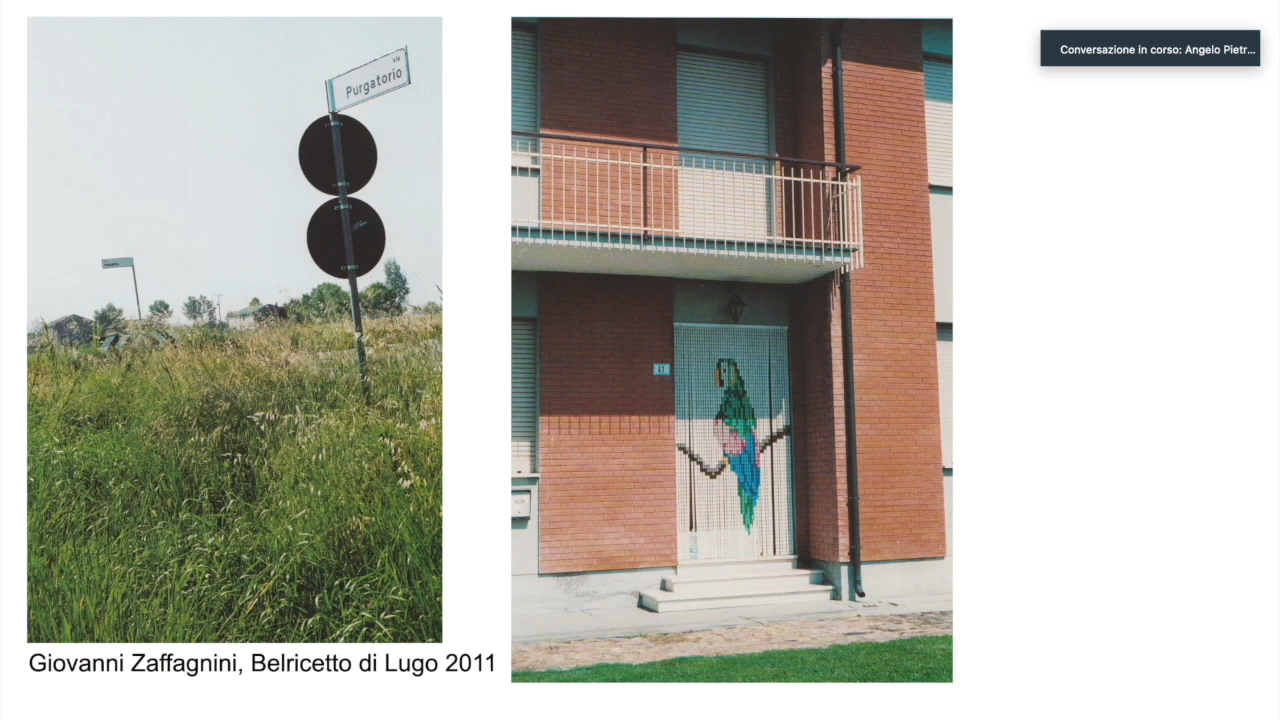 via
Purgatorio
41
Giovanni Zaffagnini, Belricetto di Lugo 2011
Conversazione in corso: Angelo Pietr...